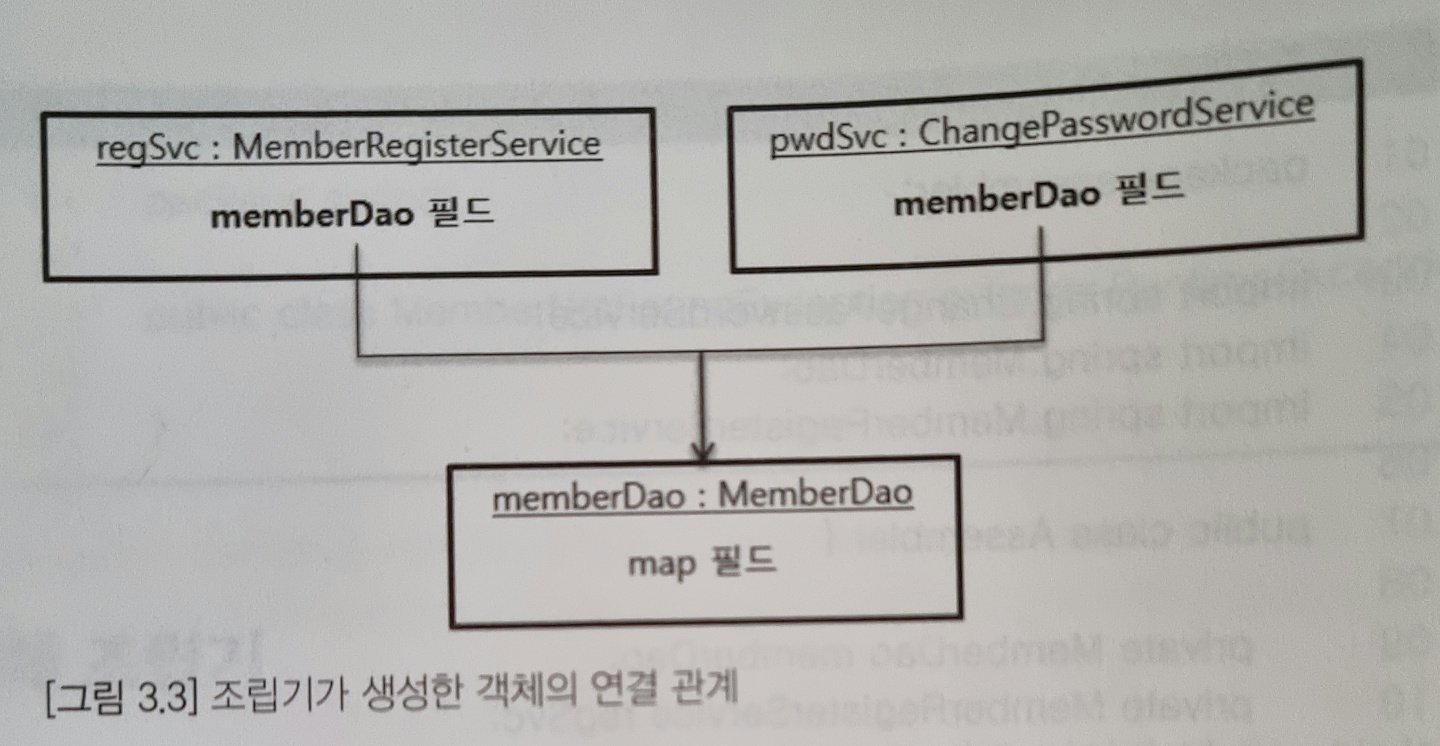 regSvc : MemberRegisterService
memberDao 필드
pwdSvc : ChangePasswordService
memberDao 필드
memberDao : MemberDao
map 필드
[그림 3.3] 조립기가 생성한 객체의 연결 관계